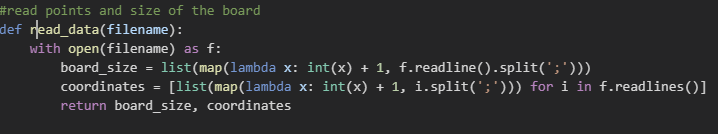 #read points and size of the board
def read_data(filename):
    with open(filename) as f:
        board_size = list(map(lambda x: int(x) + 1, f.readline().split(';')))
        coordinates = [list(map(lambda x: int(x) + 1, i.split(';'))) for i in f.readlines()]
        return board_size, coordinates